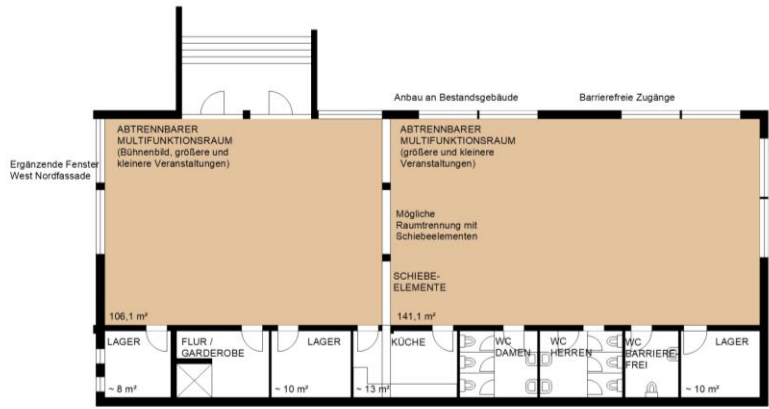 Anbau an Bestandsgebäude
Barrierefreie Zugänge
ABTRENNBARER
MULTIFUNKTIONSRAUM
(Bühnenbild, größere und
kleinere Veranstaltungen)
ABTRENNBARER
MULTIFUNKTIONSRAUM
(größere und kleinere
Veranstaltungen)
Ergänzende Fenster
West Nordfassade
Mögliche
Raumtrennung mit
Schiebeelementen
SCHIEBE-
ELEMENTE
106,1 m²
141,1 m²
LAGER
~ 8 m²
FLUR /
GARDEROBE
LAGER
~ 10 m²
KÜCHE
~ 13 m²
WC
DAMEN
WC
HERREN
WC
BARRIERE-
FREI
LAGER
~ 10 m²